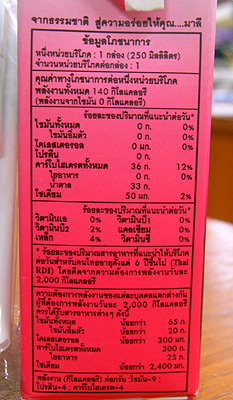 จากธรรมชาติ สู่ความอร่อยให้คุณ....มาลี
ข้อมูลโภชนาการ
หนึ่งหน่วยบริโภค : 1 กล่อง (250 มิลลิลิตร)
จำนวนหน่วยบริโภคต่อกล่อง : 1
คุณค่าทางโภชนาการต่อหนึ่งหน่วยบริโภค
พลังงานทั้งหมด 140 กิโลแคลอรี
(พลังงานจากไขมัน 0 กิโลแคลอรี)
ร้อยละของปริมาณที่แนะนำต่อวัน*
ไขมันทั้งหมด 0 ก. 0%
ไขมันอิ่มตัว 0 ก. 0%
โคเลสเตอรอล 0 มก. 0%
โปรตีน 0 ก.
คาร์โบไฮเดรตทั้งหมด 36 ก. 12%
ใยอาหาร 0 ก. 0%
น้ำตาล 33 ก.
โซเดียม 50 มก. 2%
ร้อยละของปริมาณที่แนะนำต่อวัน*
วิตามินเอ 0% วิตามินบี1 0%
วิตามินบี2 2% แคลเซียม 0%
เหล็ก 4% วิตามินซี 0%
*ร้อยละของปริมาณสารอาหารที่แนะนำให้บริโภค
ต่อวันสำหรับคนไทยอายุตั้งแต่ 6 ปีขึ้นไป (Thai
RDI) โดยคิดจากความต้องการพลังงานวันละ
2,000 กิโลแคลอรี
ความต้องการพลังงานของแต่ละบุคคลแตกต่างกัน
ผู้ที่ต้องการพลังงานวันละ 2,000 กิโลแคลอรี
ควรได้รับสารอาหารต่างๆ ดังนี้
ไขมันทั้งหมด น้อยกว่า 65 ก.
ไขมันอิ่มตัว น้อยกว่า 20 ก.
โคเลสเตอรอล น้อยกว่า 300 มก.
คาร์โบไฮเดรตทั้งหมด 300 ก.
ใยอาหาร 25 ก.
โซเดียม น้อยกว่า 2,400 มก.
พลังงาน (กิโลแคลอรี) ต่อกรัม : ไขมัน=9 ;
โปรตีน=4 ; คาร์โบไฮเดรต=4